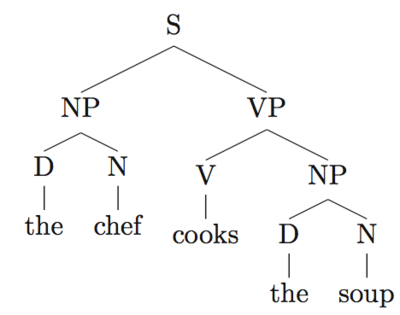 S
NP VP
D N V NP
the chef cooks D N
the soup